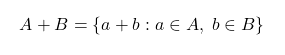 A + B = {a + b : a ∈ A, b ∈ B}